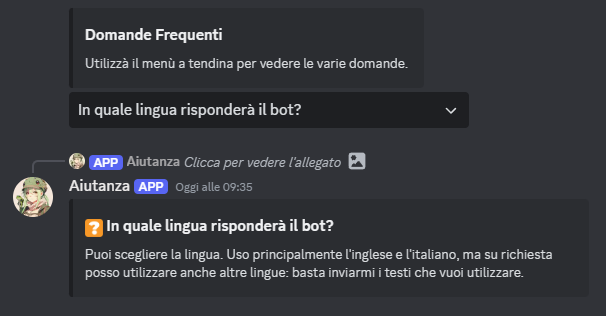 Domande Frequenti
Utilizzà il menù a tendina per vedere le varie domande.
In quale lingua risponderà il bot?
APP Aiutanza Clicca per vedere l'allegato
Aiutanza APP Oggi alle 09:35
? In quale lingua risponderà il bot?
Puoi scegliere la lingua. Uso principalmente l'inglese e l'italiano, ma su richiesta
posso utilizzare anche altre lingue: basta inviarmi i testi che vuoi utilizzare.